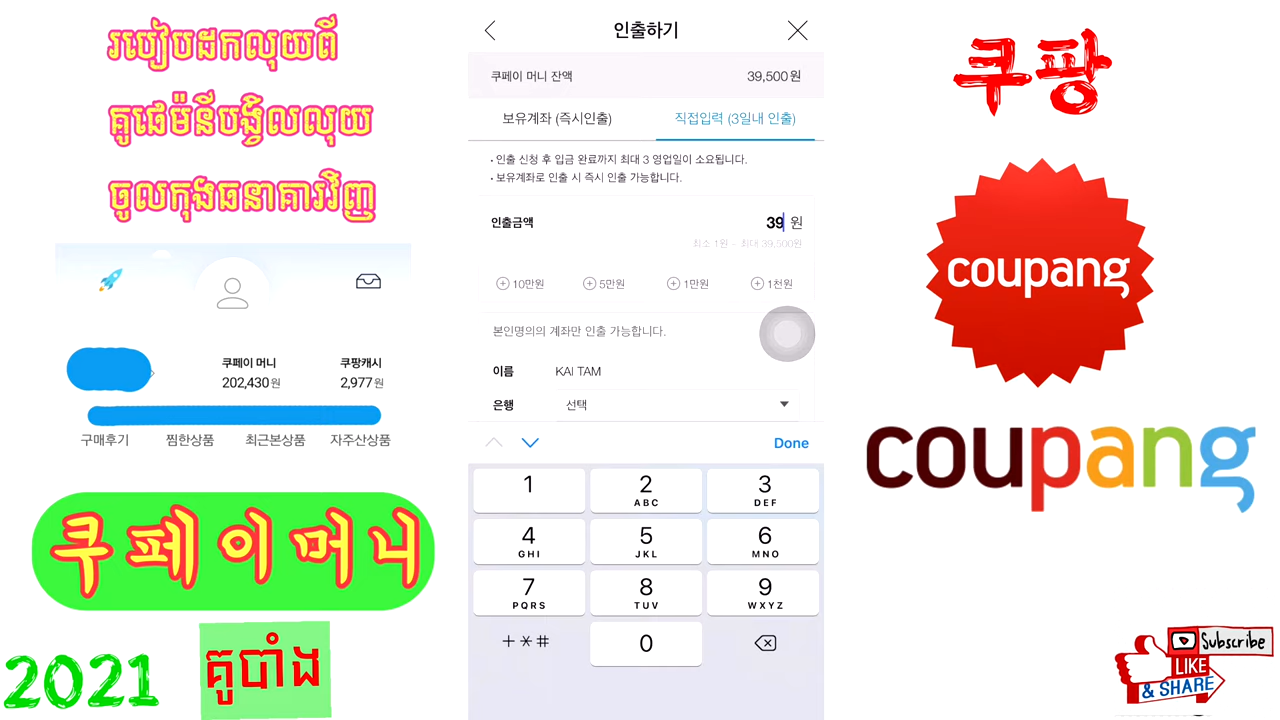 របៀបដកលុយពី
គូផេម៉នីបង្វិលលុយ
ចូលកុងធនាគារវិញ
쿠페이 머니
쿠팡캐시
202,430원
2,977원
구매후기
찜한상품
최근본상품
자주산상품
쿠페이머니
2021
គូបាំង
인출하기
쿠페이 머니 잔액
39,500원
보유계좌 (즉시인출)
직접입력 (3일내 인출)
• 인출 신청 후 입금 완료까지 최대 3 영업일이 소요됩니다.
• 보유계좌로 인출 시 즉시 인출 가능합니다.
인출금액
39 원
최소 1원 ~ 최대 39,500원
10만원
5만원
1만원
1천원
본인명의의 계좌만 인출 가능합니다.
이름
KAI TAM
은행
선택
Done
1
2
ABC
3
DEF
4
GHI
5
JKL
6
MNO
7
PQRS
8
TUV
9
WXYZ
+*#
0
쿠팡
coupang
coupang
Subscribe
LIKE
& SHARE